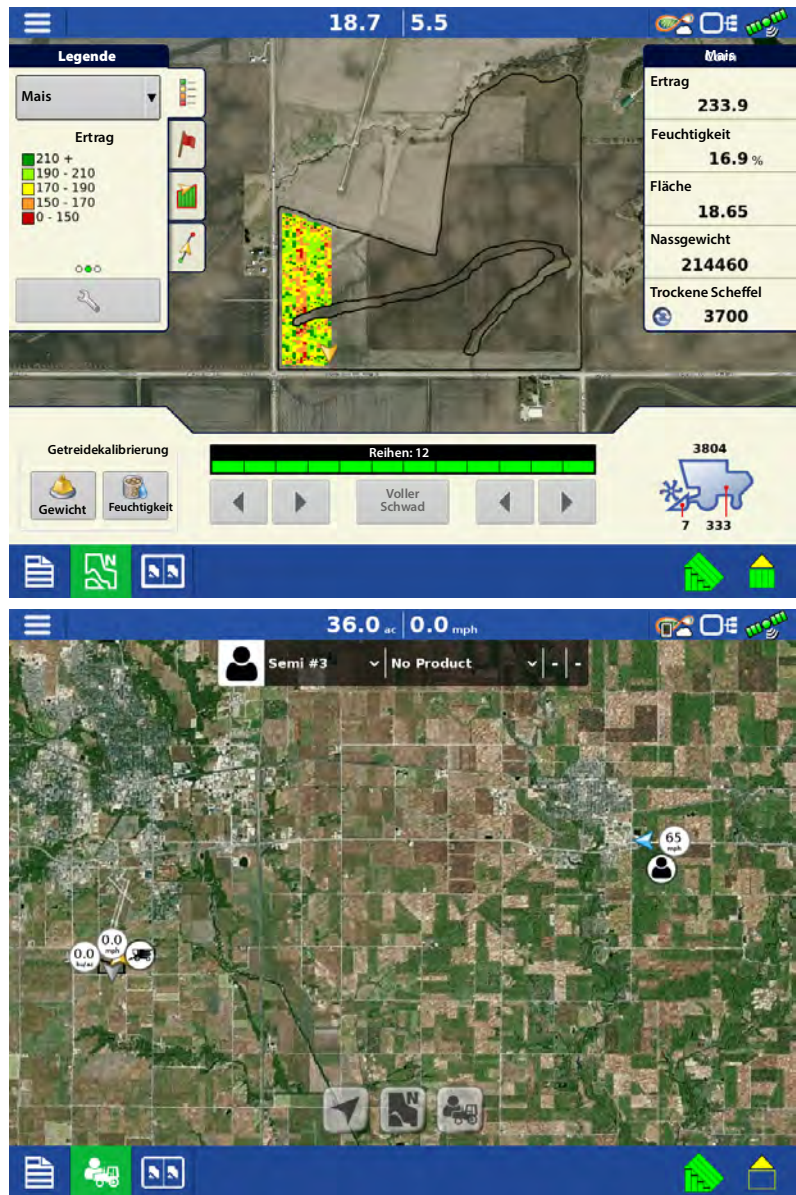 18.7 5.5
Legende
Mais
Ertrag
210 +
190 - 210
170 - 190
150 - 170
0 - 150
N
Mais
Ertrag
233.9
Feuchtigkeit
16.9 %
Fläche
18.65
Nassgewicht
214460
Trockene Scheffel
3700
Getreidekalibrierung
Gewicht
Feuchtigkeit
Reihen: 12
Voller
Schwad
3804
7 333
36.0 ac 0.0 mph
Semi #3 No Product - -
65
mph
0.0
mph
0.0
N